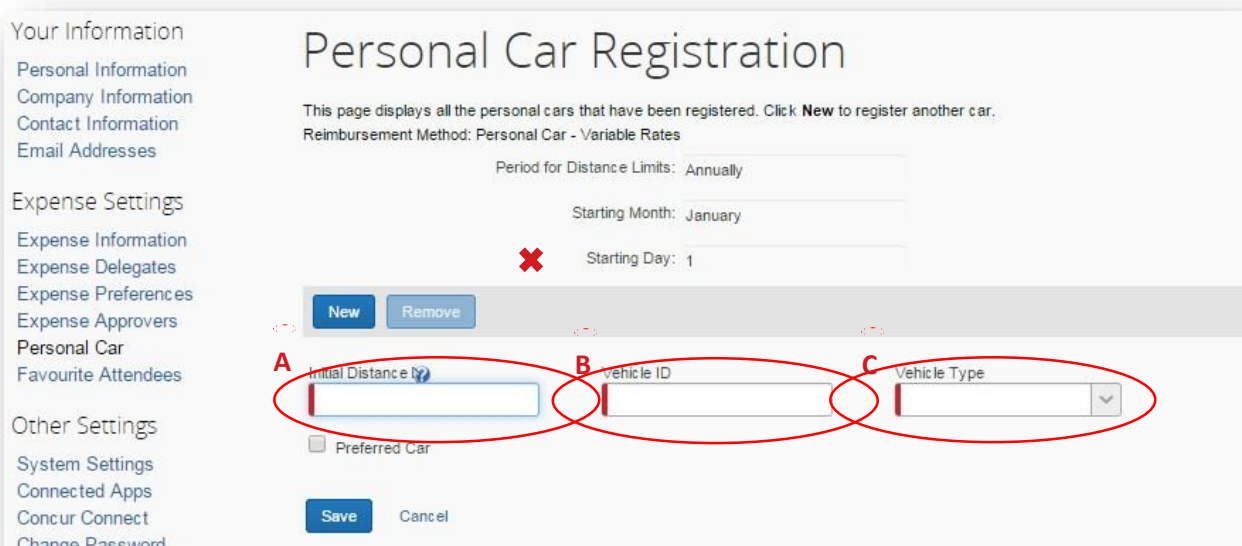 Your Information
Personal Information
Company Information
Contact Information
Email Addresses
Expense Settings
Expense Information
Expense Delegates
Expense Preferences
Expense Approvers
Personal Car
Favourite Attendees
Other Settings
System Settings
Connected Apps
Concur Connect
Change Password
Personal Car Registration
This page displays all the personal cars that have been registered. Click New to register another car.
Reimbursement Method: Personal Car - Variable Rates
Period for Distance Limits: Annually
Starting Month: January
Starting Day: 1
New Remove
A B C
Initial Distance Vehicle ID Vehicle Type
Preferred Car
Save Cancel